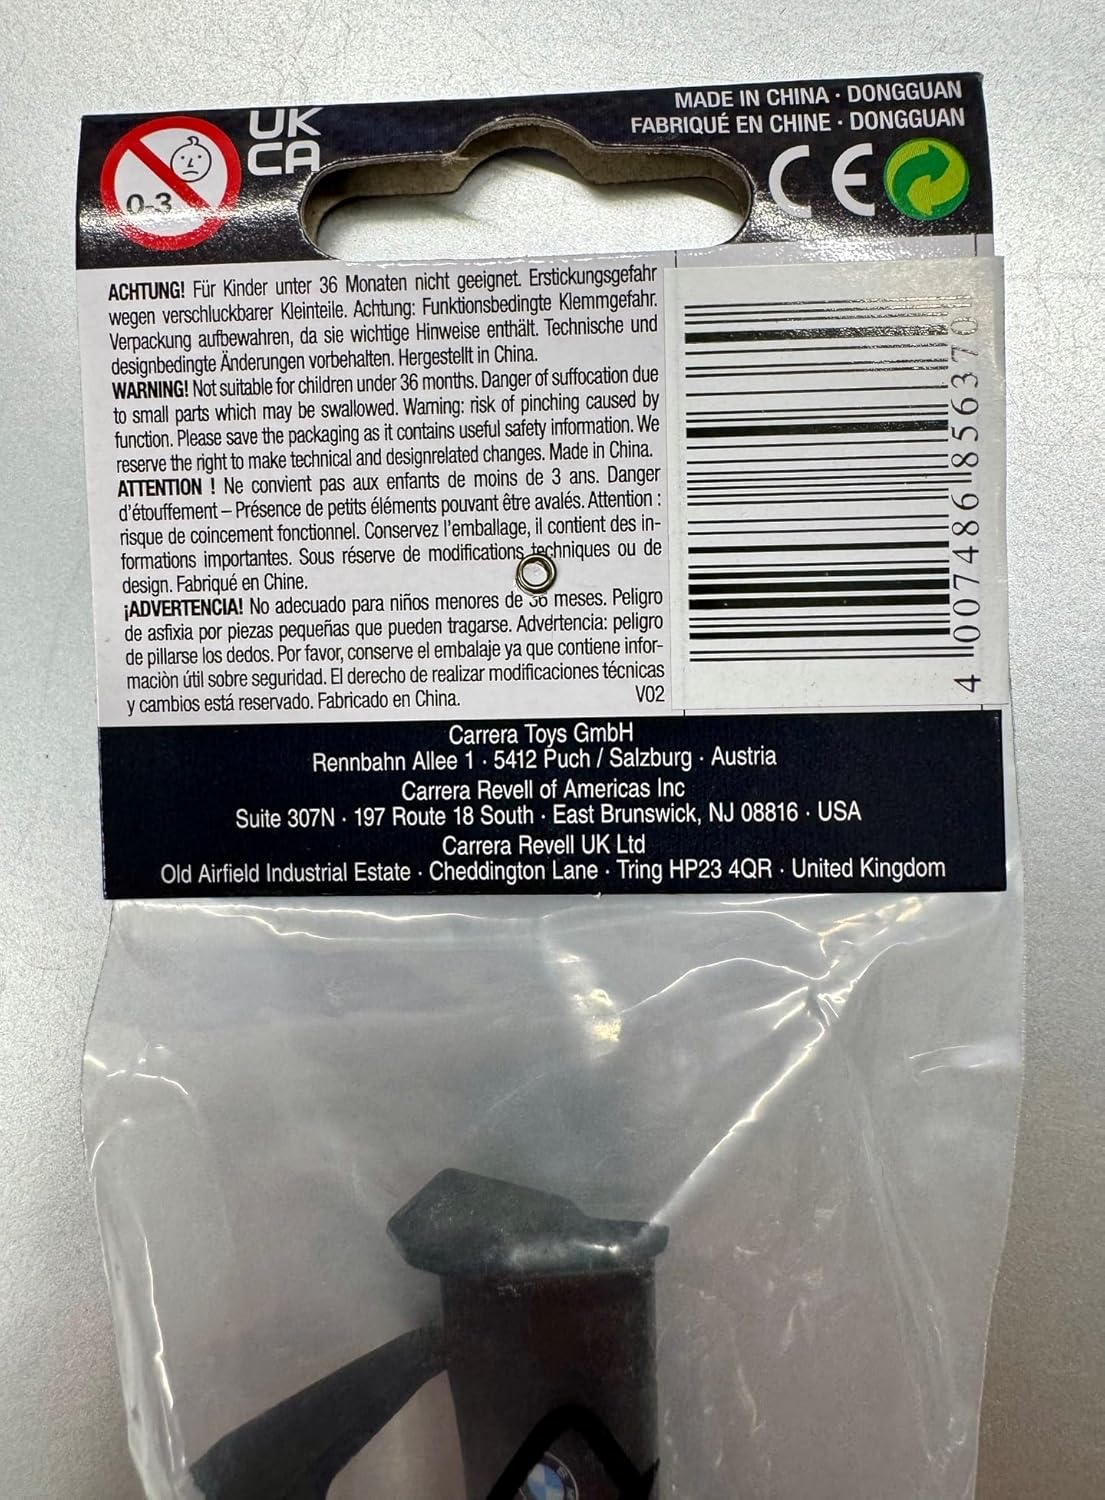 MADE IN CHINA · DONGGUAN
FABRIQUÉ EN CHINE · DONGGUAN
UK
CA
0-3
CE
ACHTUNG! Für Kinder unter 36 Monaten nicht geeignet. Erstickungsgefahr
wegen verschluckbarer Kleinteile. Achtung: Funktionsbedingte Klemmgefahr.
Verpackung aufbewahren, da sie wichtige Hinweise enthält. Technische und
designbedingte Änderungen vorbehalten. Hergestellt in China.
WARNING! Not suitable for children under 36 months. Danger of suffocation due
to small parts which may be swallowed. Warning: risk of pinching caused by
function. Please save the packaging as it contains useful safety information. We
reserve the right to make technical and designrelated changes. Made in China.
ATTENTION ! Ne convient pas aux enfants de moins de 3 ans. Danger
d'étouffement – Présence de petits éléments pouvant être avalés. Attention :
risque de coincement fonctionnel. Conservez l'emballage, il contient des in-
formations importantes. Sous réserve de modifications techniques ou de
design. Fabriqué en Chine.
¡ADVERTENCIA! No adecuado para niños menores de 36 meses. Peligro
de asfixia por piezas pequeñas que pueden tragarse. Advertencia: peligro
de pillarse los dedos. Por favor, conserve el embalaje ya que contiene infor-
maciòn útil sobre seguridad. El derecho de realizar modificaciones técnicas
y cambios está reservado. Fabricado en China.
V02
4 007486 856370
Carrera Toys GmbH
Rennbahn Allee 1 · 5412 Puch / Salzburg · Austria
Carrera Revell of Americas Inc
Suite 307N · 197 Route 18 South · East Brunswick, NJ 08816 · USA
Carrera Revell UK Ltd
Old Airfield Industrial Estate · Cheddington Lane · Tring HP23 4QR · United Kingdom